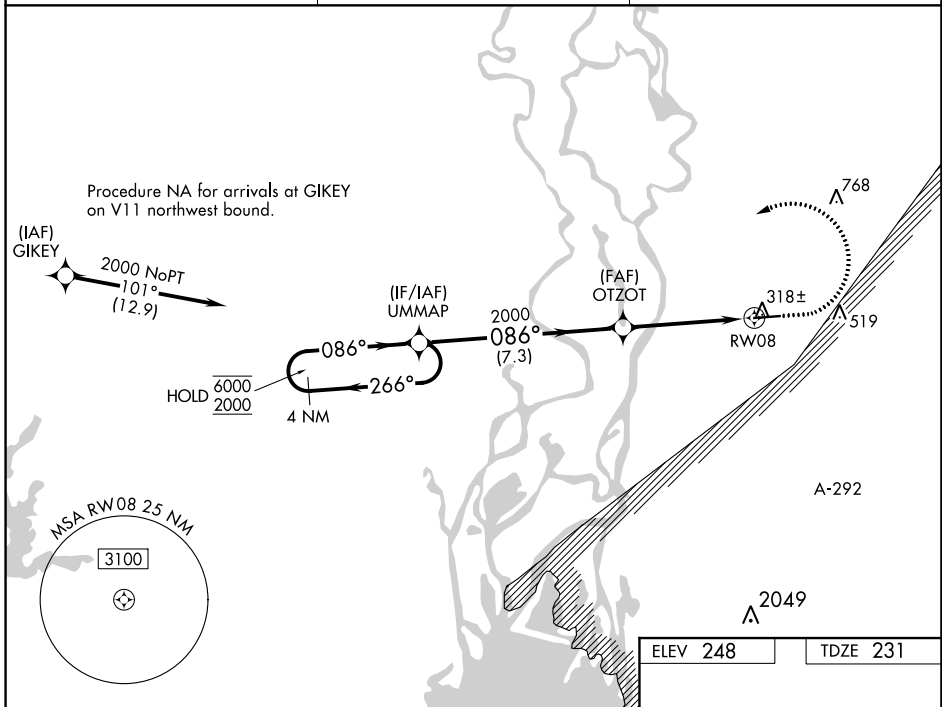 Procedure NA for arrivals at GIKEY
on V11 northwest bound.
768
(IAF)
GIKEY
2000 NoPT
101°
(12.9)
(IF/IAF)
UMMAP
(FAF)
OTZOT
2000
086°
(7.3)
318±
RW08
519
086°
266°
HOLD 6000
2000
4 NM
A-292
MSA RW08 25 NM
3100
2049
ELEV 248
TDZE 231